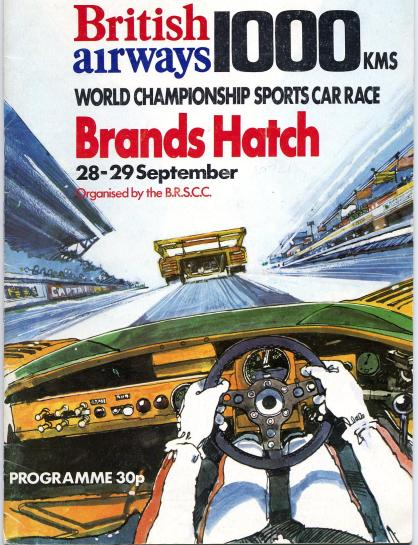 British
airways 1000 KMS
WORLD CHAMPIONSHIP SPORTS CAR RACE
Brands Hatch
28-29 September
Organised by the B.R.S.C.C.
PROGRAMME 30p